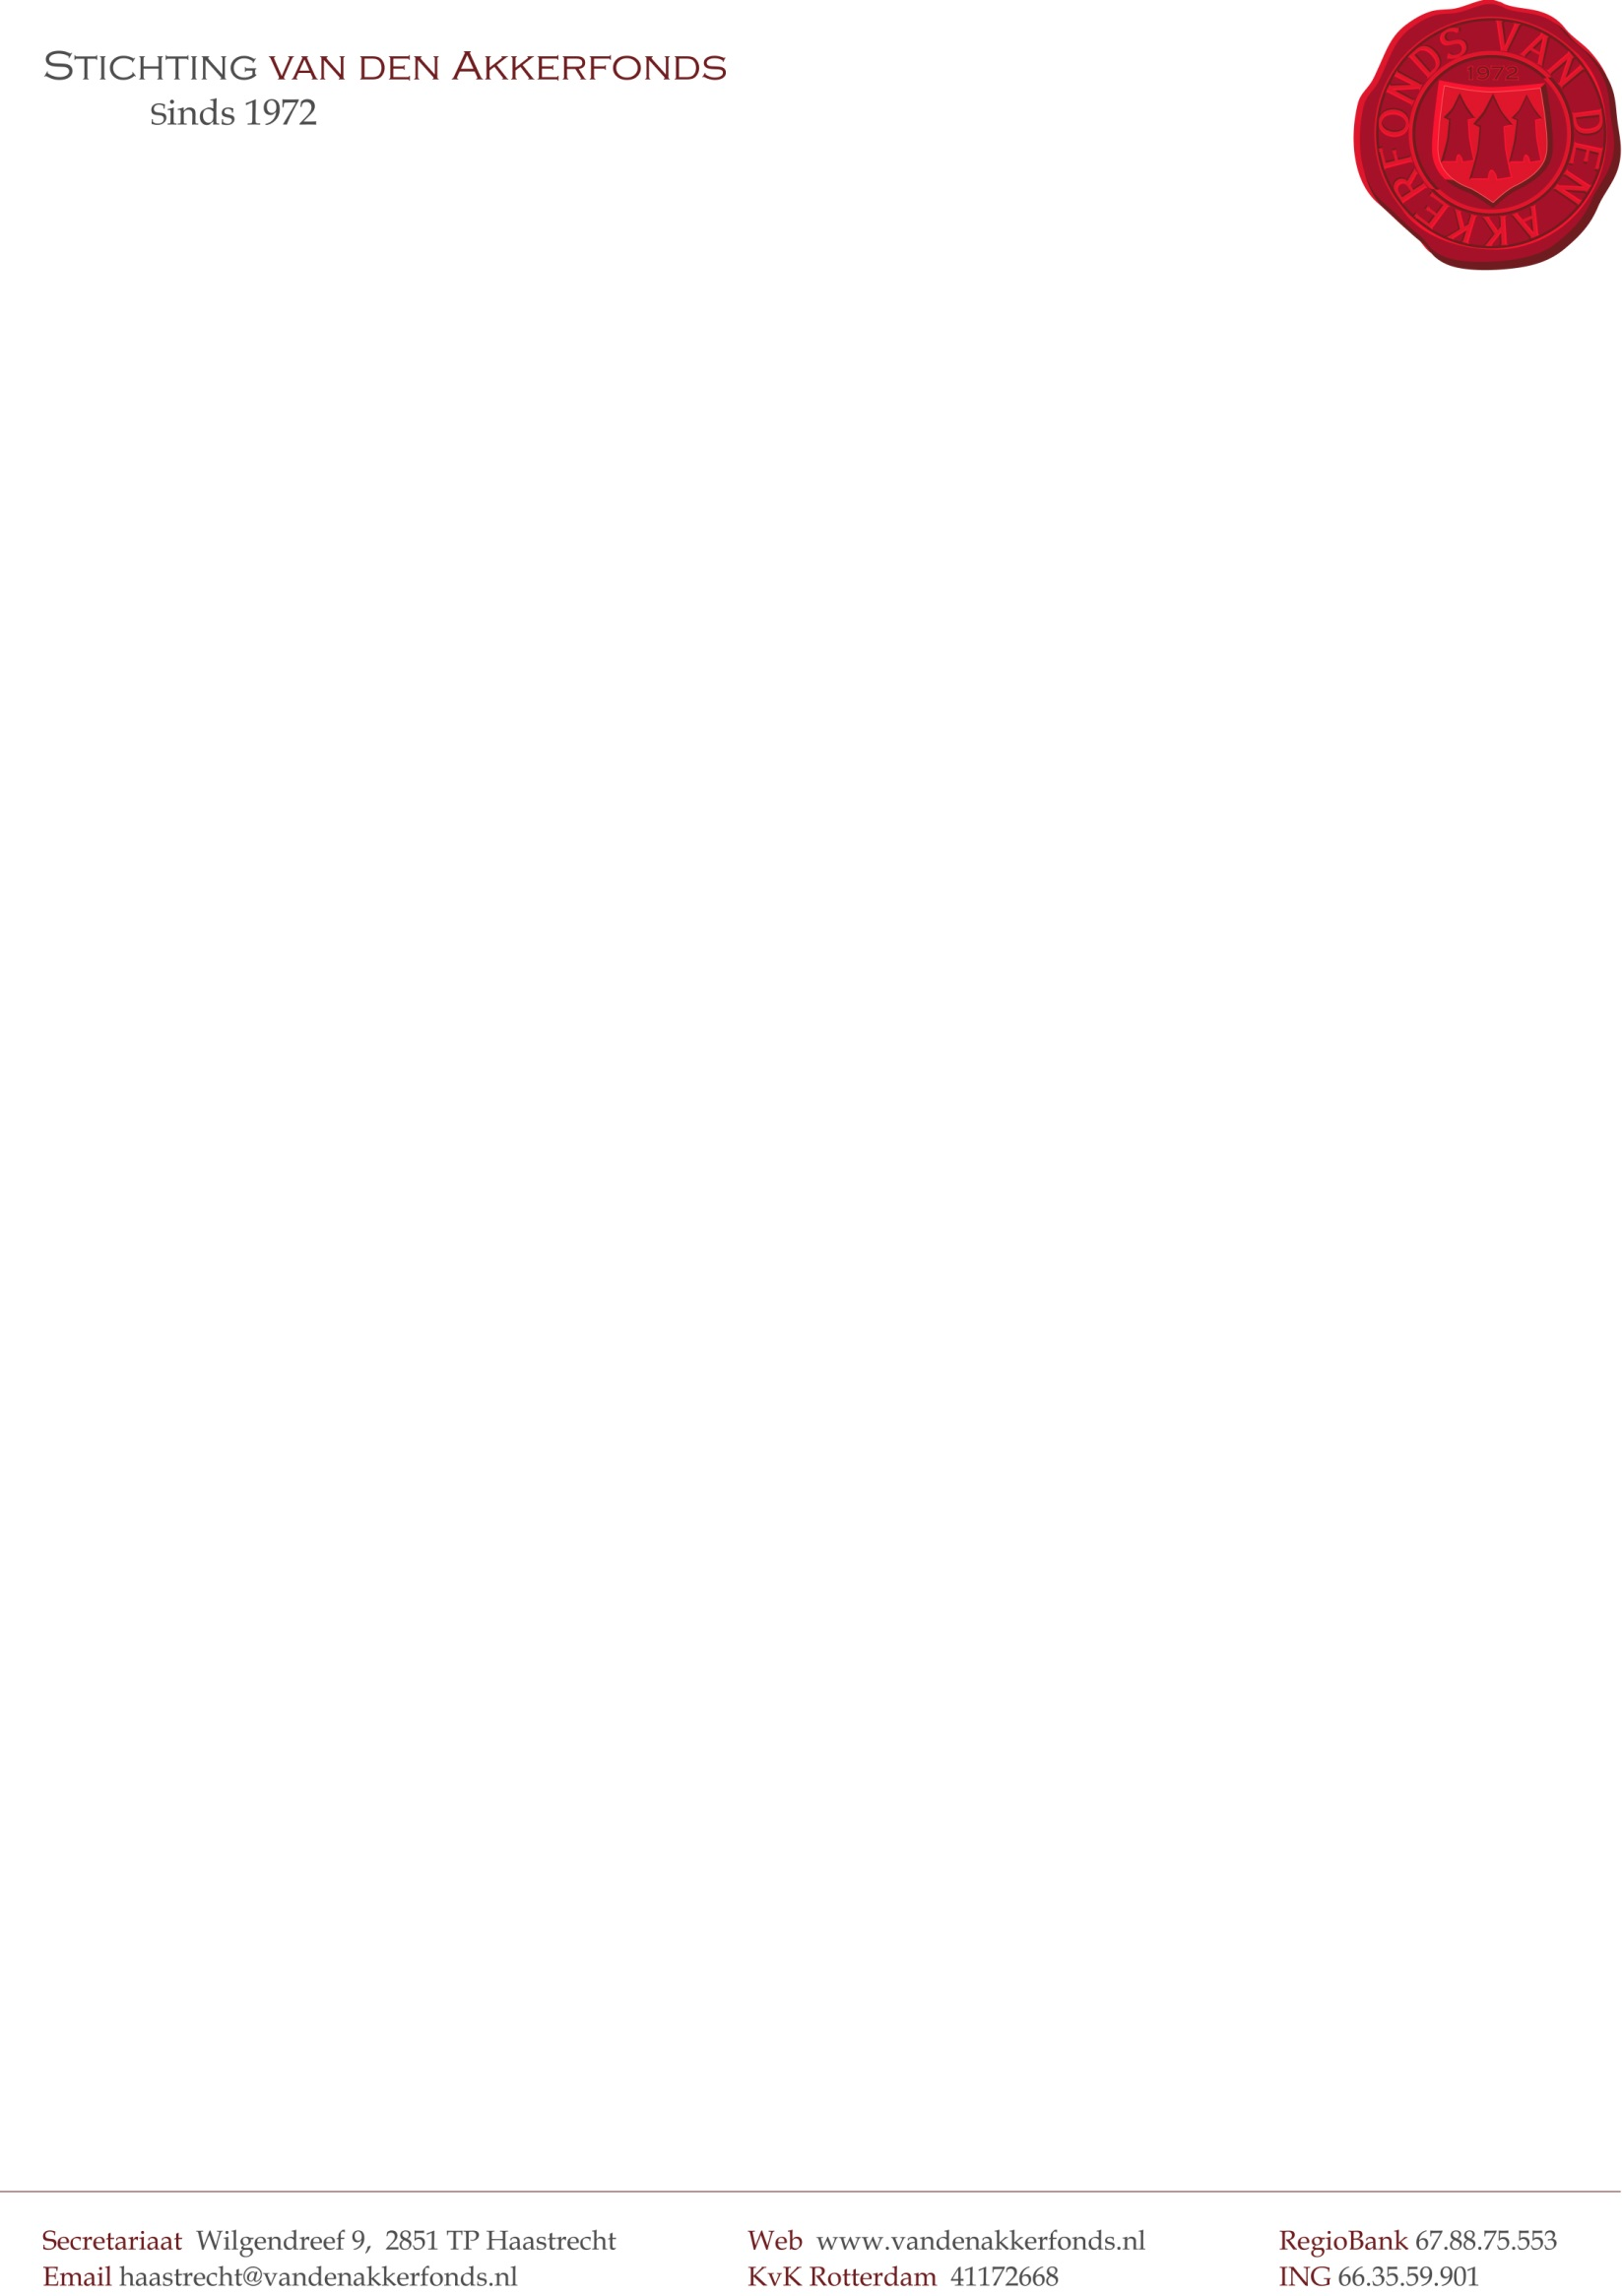 STICHTING VAN DEN AKKERFONDS
sinds 1972
VAN DEN AKKERFONDS
1972
Secretariaat Wilgendreef 9, 2851 TP Haastrecht
Email haastrecht@vandenakkerfonds.nl
Web www.vandenakkerfonds.nl
KvK Rotterdam 41172668
RegioBank 67.88.75.553
ING 66.35.59.901